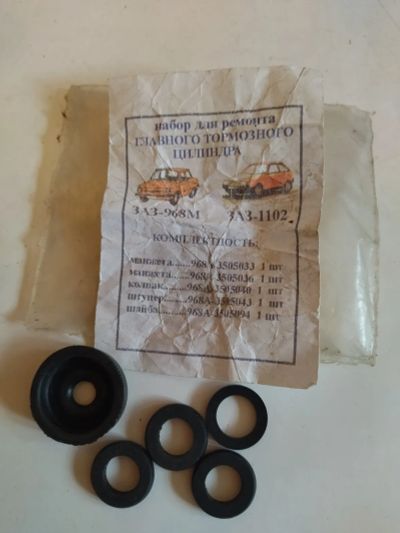 набор для ремонта
ГЛАВНОГО ТОРМОЗНОГО
ЦИЛИНДРА
ЗАЗ-968М ЗАЗ-1102
КОМПЛЕКТНОСТЬ:
манжета......968А-3505033 1 шт
манжета......968А-3505036 1 шт
колпак........968А-3505040 1 шт
штуцер.......968А-3505043 1 шт
шайба........968А-3505094 1 шт